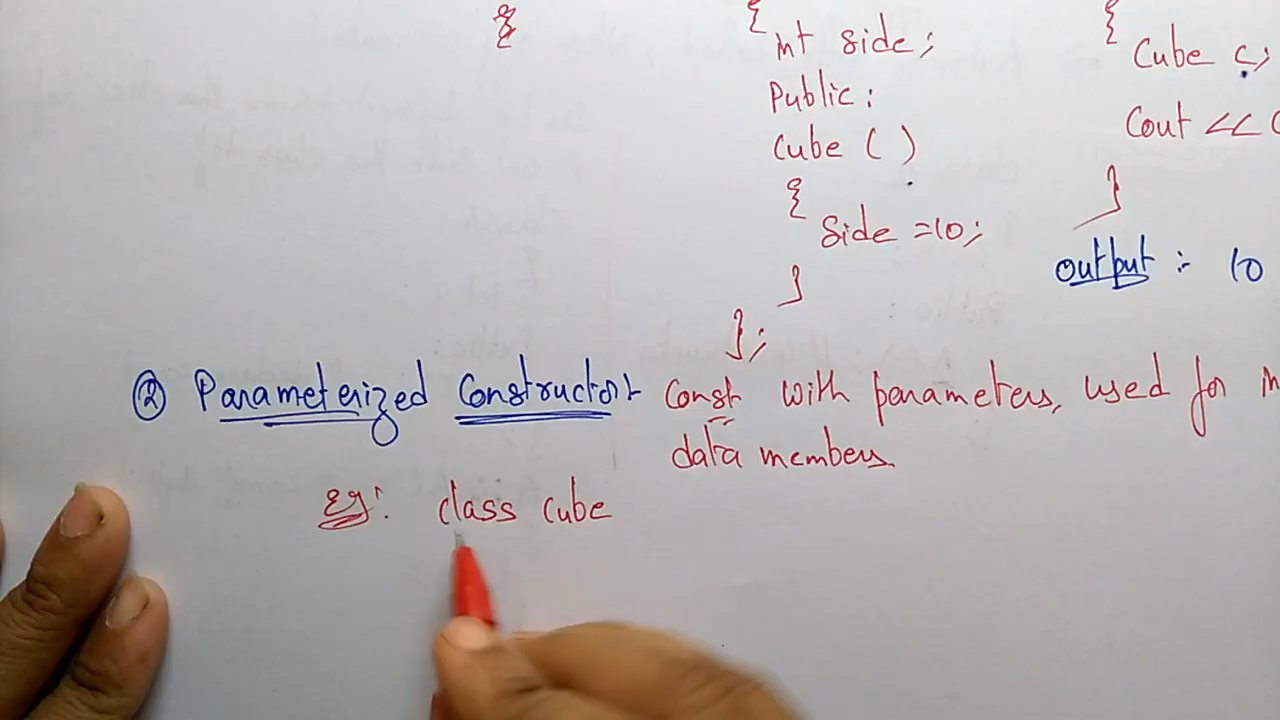 {
{
int side;
Public:
Cube ( )
{
Side = 10;
}
};
{
Cube c;
Cout <<
}
output :- 10
② Parameterized Constructor Const with parameters, used for
data members.
eg: class cube